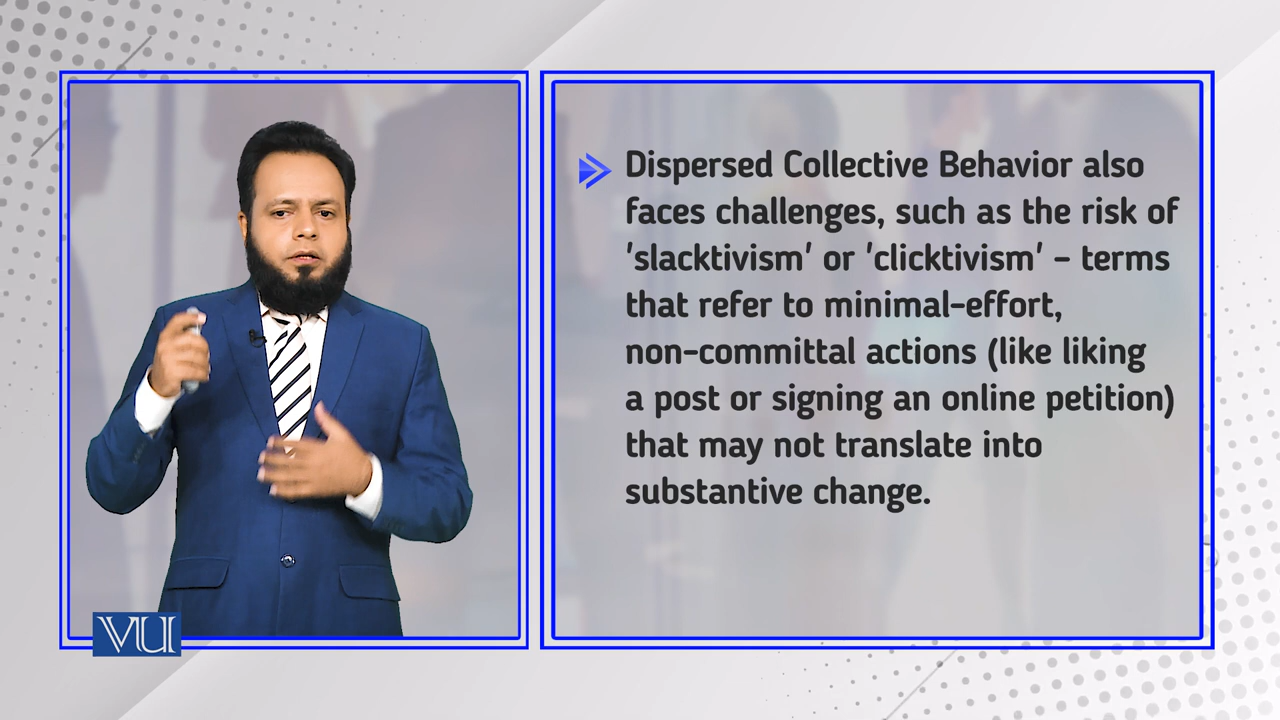 Dispersed Collective Behavior also
faces challenges, such as the risk of
'slacktivism' or 'clicktivism' – terms
that refer to minimal-effort,
non-committal actions (like liking
a post or signing an online petition)
that may not translate into
substantive change.
VU